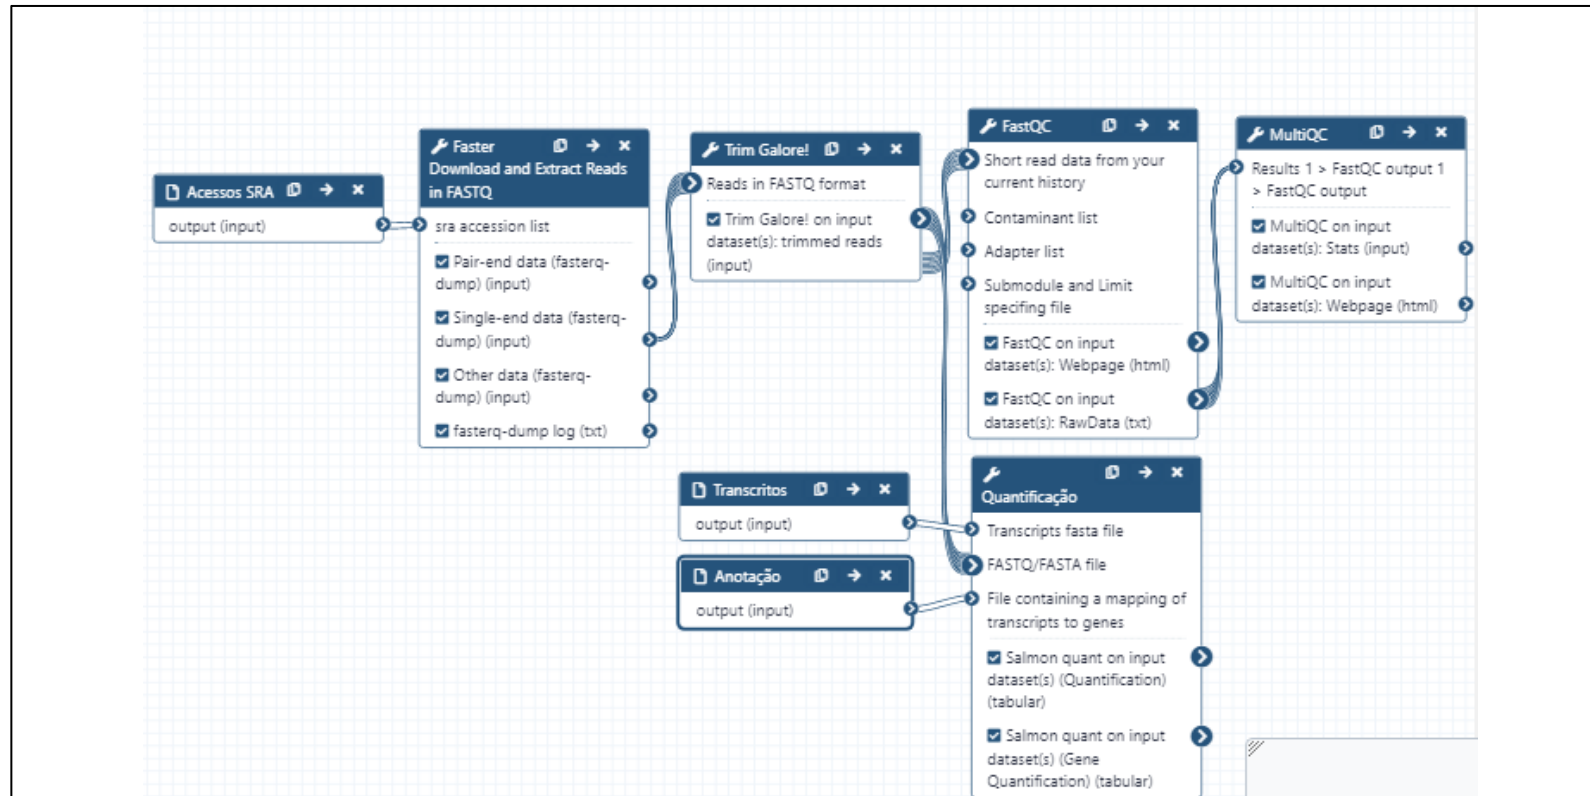 Acessos SRA
output (input)
Faster
Download and Extract Reads
in FASTQ
sra accession list
Pair-end data (fasterq-
dump) (input)
Single-end data (fasterq-
dump) (input)
Other data (fasterq-
dump) (input)
fasterq-dump log (txt)
Trim Galore!
Reads in FASTQ format
Trim Galore! on input
dataset(s): trimmed reads
(input)
FastQC
Short read data from your
current history
Contaminant list
Adapter list
Submodule and Limit
specifing file
FastQC on input
dataset(s): Webpage (html)
FastQC on input
dataset(s): RawData (txt)
MultiQC
Results 1 > FastQC output 1
> FastQC output
MultiQC on input
dataset(s): Stats (input)
MultiQC on input
dataset(s): Webpage (html)
Transcritos
output (input)
Anotação
output (input)
Quantificação
Transcripts fasta file
FASTQ/FASTA file
File containing a mapping of
transcripts to genes
Salmon quant on input
dataset(s) (Quantification)
(tabular)
Salmon quant on input
dataset(s) (Gene
Quantification) (tabular)